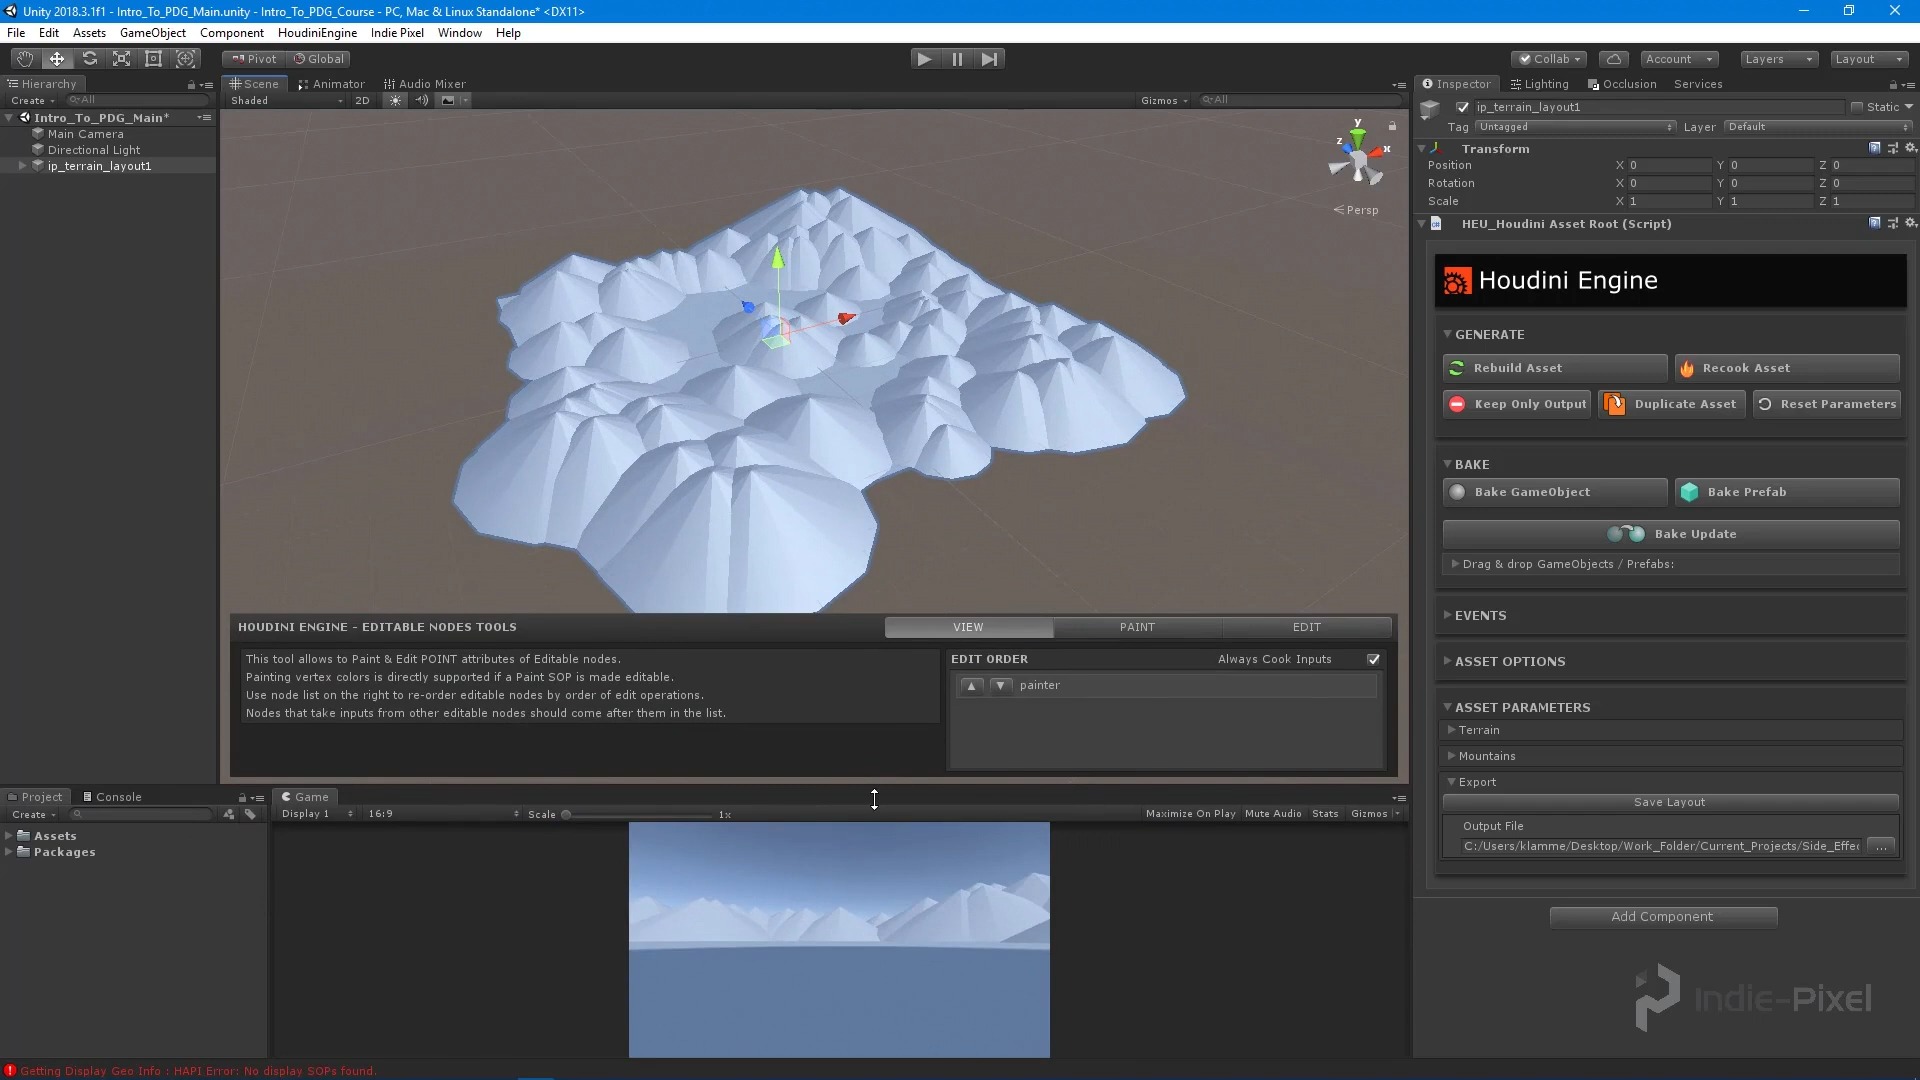 Unity 2018.3.1f1 - Intro_To_PDG_Main.unity - Intro_To_PDG_Course - PC, Mac & Linux Standalone* <DX11>
File Edit Assets GameObject Component HoudiniEngine Indie Pixel Window Help
Pivot Global Collab Account Layers Layout
Hierarchy
Create All
Intro_To_PDG_Main*
Main Camera
Directional Light
ip_terrain_layout1
Scene Animator Audio Mixer
Shaded 2D Gizmos All
y
z
x
Persp
HOUDINI ENGINE - EDITABLE NODES TOOLS VIEW PAINT EDIT
This tool allows to Paint & Edit POINT attributes of Editable nodes.
Painting vertex colors is directly supported if a Paint SOP is made editable.
Use node list on the right to re-order editable nodes by order of edit operations.
Nodes that take inputs from other editable nodes should come after them in the list.
EDIT ORDER Always Cook Inputs
painter
Project Console
Create
Assets
Packages
Game
Display 1 16:9 Scale 1x Maximize On Play Mute Audio Stats Gizmos
Inspector Lighting Occlusion Services
ip_terrain_layout1 Static
Tag Untagged Layer Default
Transform
Position X 0 Y 0 Z 0
Rotation X 0 Y 0 Z 0
Scale X 1 Y 1 Z 1
HEU_Houdini Asset Root (Script)
Houdini Engine
GENERATE
Rebuild Asset Recook Asset
Keep Only Output Duplicate Asset Reset Parameters
BAKE
Bake GameObject Bake Prefab
Bake Update
Drag & drop GameObjects / Prefabs:
EVENTS
ASSET OPTIONS
ASSET PARAMETERS
Terrain
Mountains
Export
Save Layout
Output File
C:/Users/klamme/Desktop/Work_Folder/Current_Projects/Side_Effec ...
Add Component
Indie-Pixel
Getting Display Geo Info : HAPI Error: No display SOPs found.